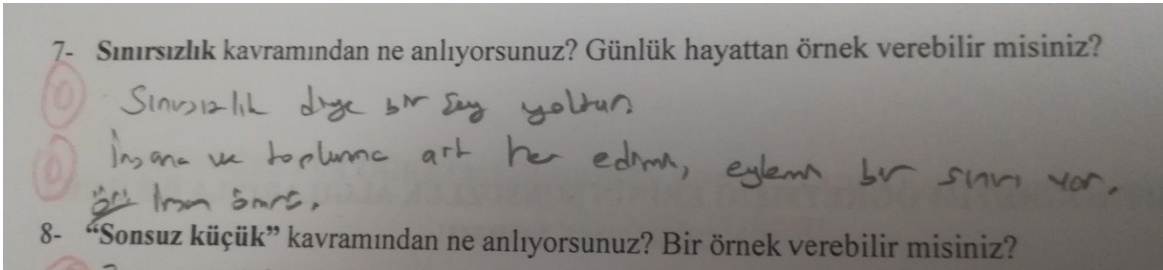 7- Sınırsızlık kavramından ne anlıyorsunuz? Günlük hayattan örnek verebilir misiniz?
0
Sınırsızlık diye bir şey yoktur.
0
İnsana ve topluma ait her edimin, eylemin bir sınırı var.
örn: İnsan ömrü.
8- “Sonsuz küçük” kavramından ne anlıyorsunuz? Bir örnek verebilir misiniz?